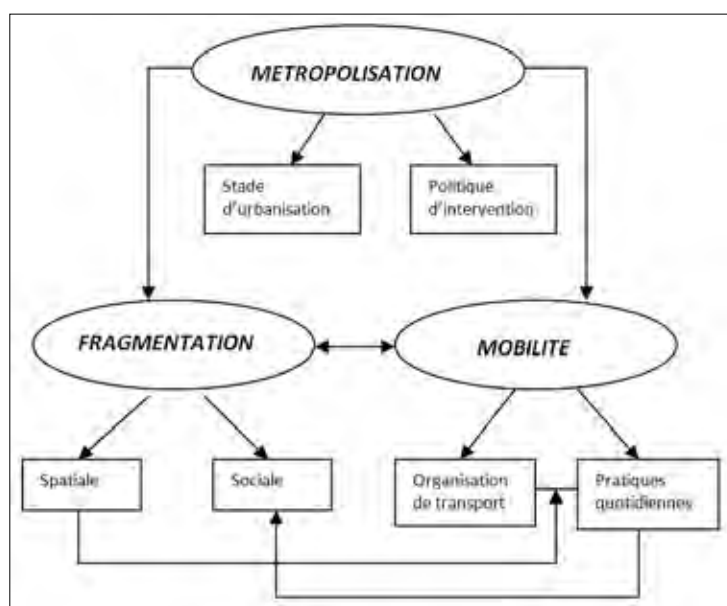 METROPOLISATION
Stade
d'urbanisation
Politique
d'intervention
FRAGMENTATION
MOBILITE
Spatiale
Sociale
Organisation
de transport
Pratiques
quotidiennes